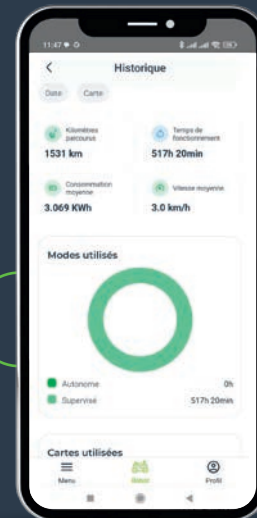 11:47
Historique
Date Carte
Kilomètres parcourus
1531 km
Temps de fonctionnement
517h 20min
Consommation moyenne
3.069 KWh
Vitesse moyenne
3.0 km/h
Modes utilisés
Autonome 0h
Supervisé 517h 20min
Cartes utilisées
Menu Profil